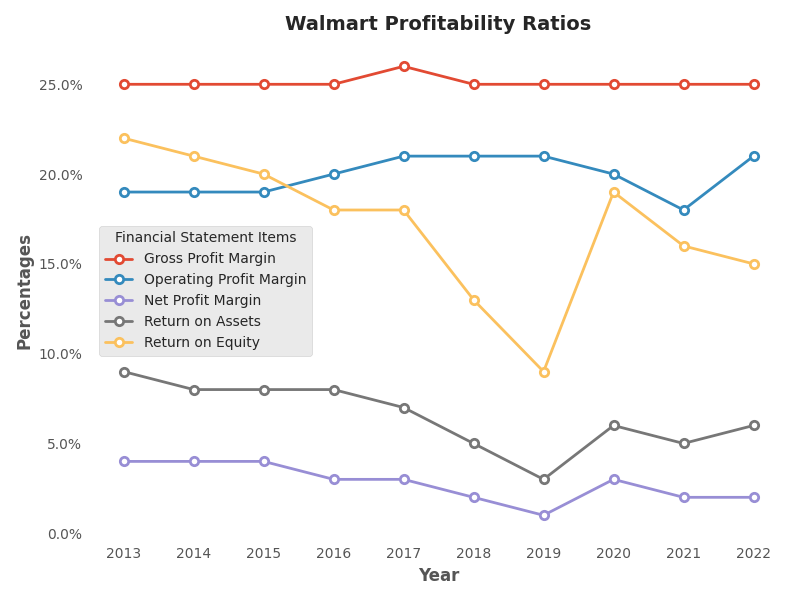 Walmart Profitability Ratios
25.0%
20.0%
15.0%
10.0%
5.0%
0.0%
Percentages
Financial Statement Items
Gross Profit Margin
Operating Profit Margin
Net Profit Margin
Return on Assets
Return on Equity
2013 2014 2015 2016 2017 2018 2019 2020 2021 2022
Year